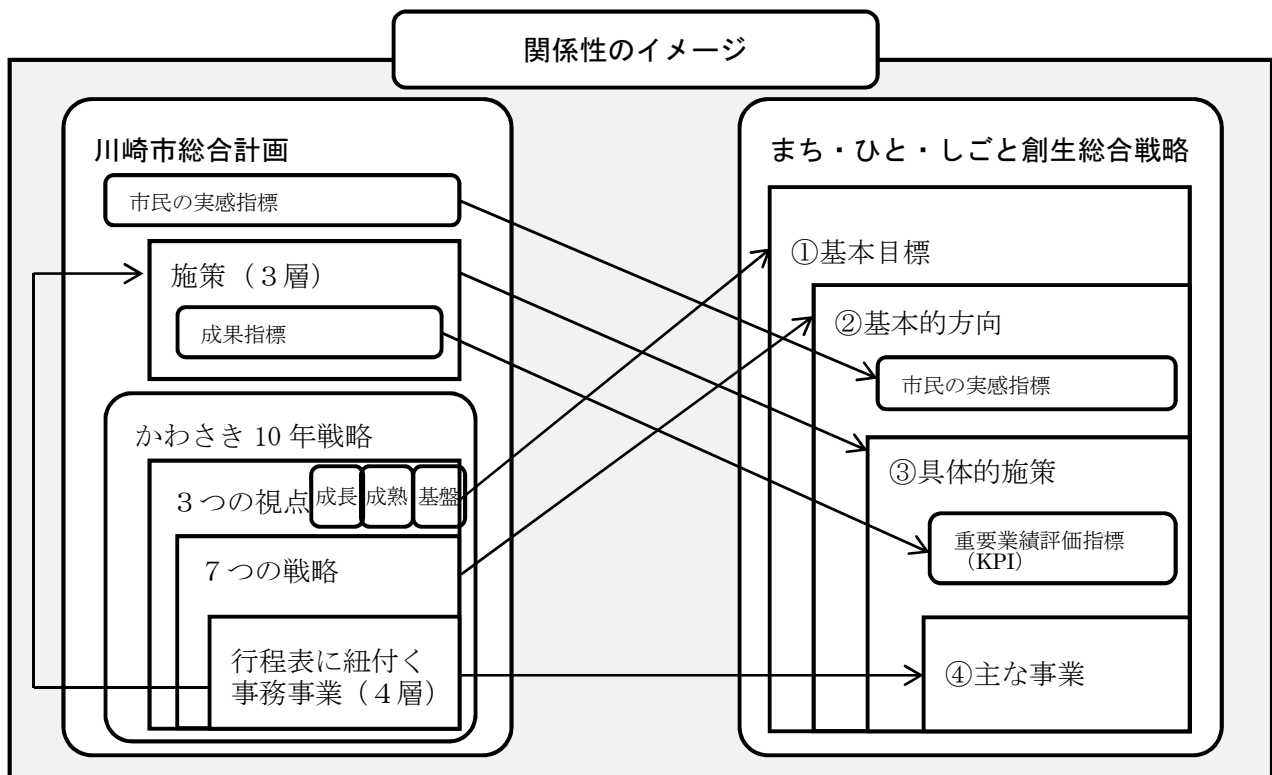 関係性のイメージ
川崎市総合計画
市民の実感指標
施策（３層）
成果指標
かわさき 10 年戦略
３つの視点
成長
成熟
基盤
７つの戦略
行程表に紐付く
事務事業（４層）
まち・ひと・しごと創生総合戦略
①基本目標
②基本的方向
市民の実感指標
③具体的施策
重要業績評価指標
（KPI）
④主な事業